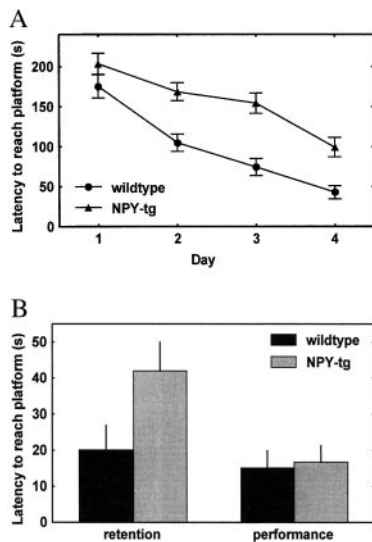 A
Latency to reach platform (s)
200
150
100
50
0
wildtype
NPY-tg
1 2 3 4
Day
B
Latency to reach platform (s)
50
40
30
20
10
0
wildtype
NPY-tg
retention performance